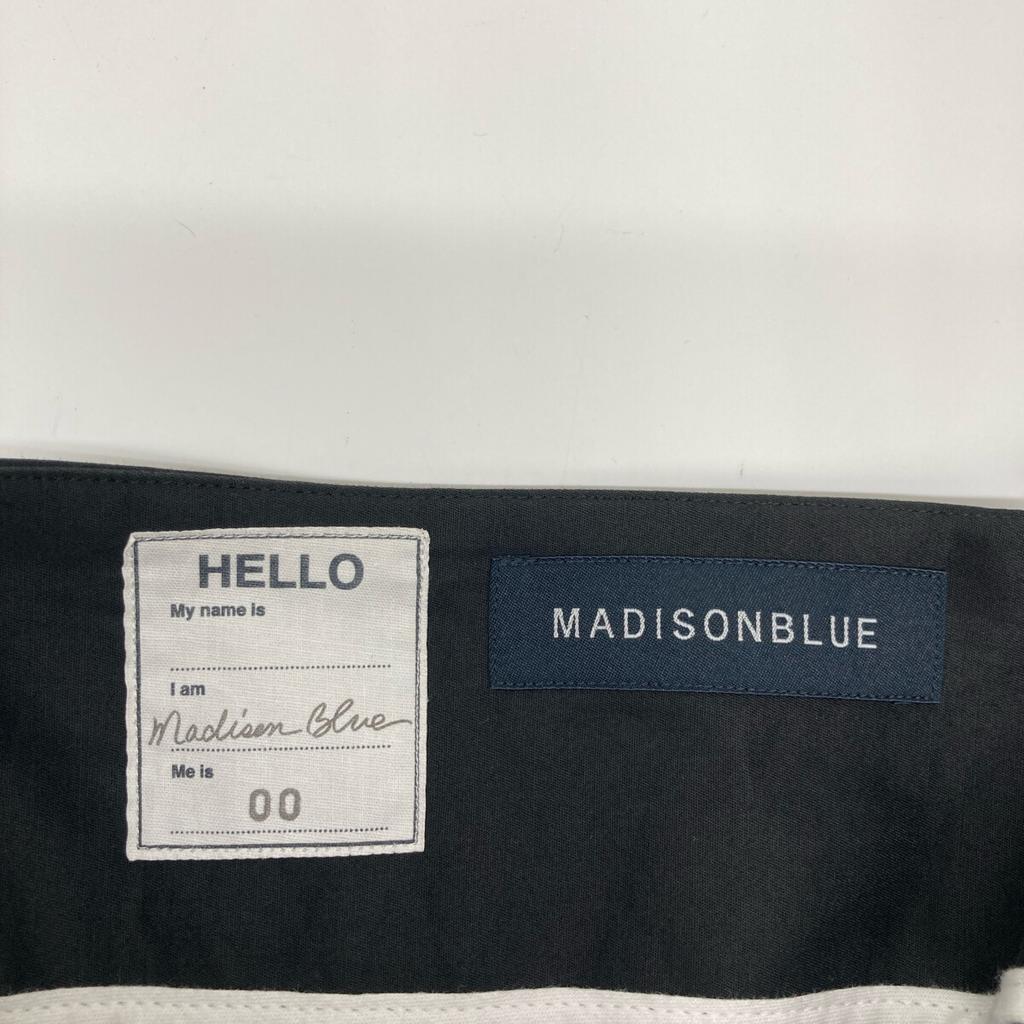 HELLO
My name is
I am
Madison Blue
Me is
00
MADISONBLUE